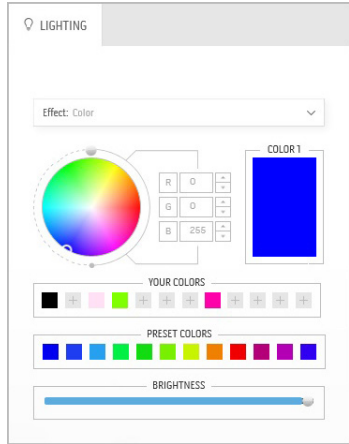 LIGHTING
Effect: Color
COLOR 1
R 0
G 0
B 255
YOUR COLORS
PRESET COLORS
BRIGHTNESS